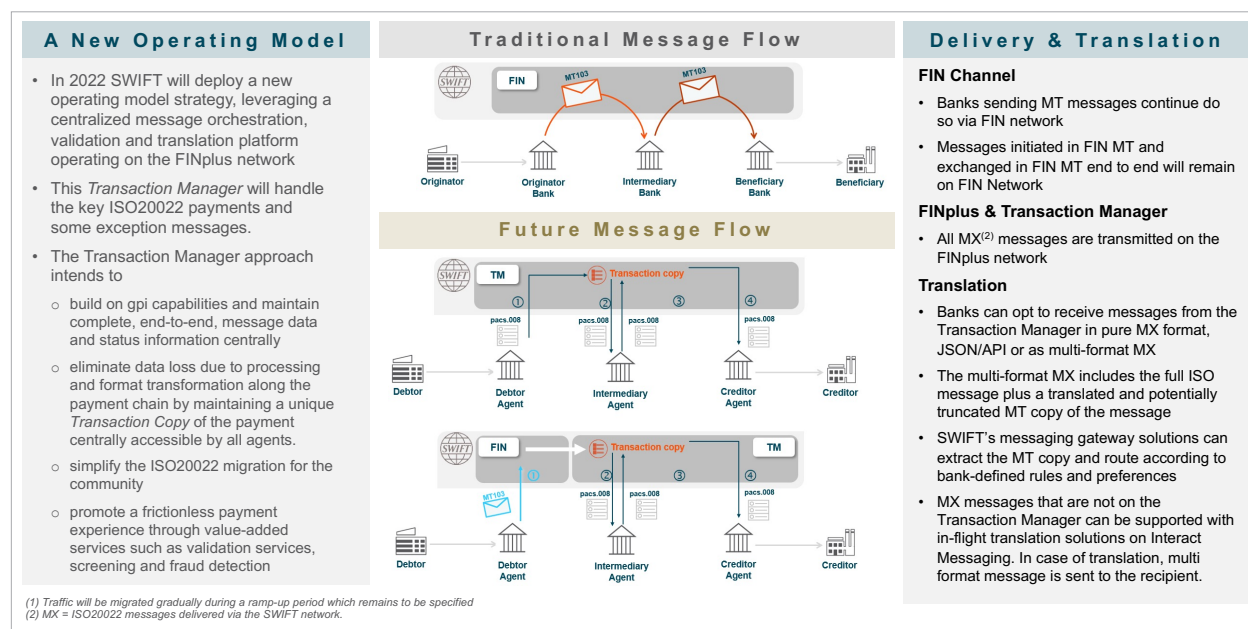 A New Operating Model
• In 2022 SWIFT will deploy a new
operating model strategy, leveraging a
centralized message orchestration,
validation and translation platform
operating on the FINplus network
• This Transaction Manager will handle
the key ISO20022 payments and
some exception messages.
• The Transaction Manager approach
intends to
o build on gpi capabilities and maintain
complete, end-to-end, message data
and status information centrally
o eliminate data loss due to processing
and format transformation along the
payment chain by maintaining a unique
Transaction Copy of the payment
centrally accessible by all agents.
o simplify the ISO20022 migration for the
community
o promote a frictionless payment
experience through value-added
services such as validation services,
screening and fraud detection
Traditional Message Flow
SWIFT
FIN
MT103
MT103
Originator
Originator
Bank
Intermediary
Bank
Beneficiary
Bank
Beneficiary
Future Message Flow
SWIFT
TM
Transaction copy
①
②
③
④
pacs.008
pacs.008
pacs.008
pacs.008
Debtor
Debtor
Agent
Intermediary
Agent
Creditor
Agent
Creditor
SWIFT
FIN
Transaction copy
TM
①
②
③
④
MT103
pacs.008
pacs.008
pacs.008
Debtor
Debtor
Agent
Intermediary
Agent
Creditor
Agent
Creditor
Delivery & Translation
FIN Channel
• Banks sending MT messages continue do
so via FIN network
• Messages initiated in FIN MT and
exchanged in FIN MT end to end will remain
on FIN Network
FINplus & Transaction Manager
• All MX(2) messages are transmitted on the
FINplus network
Translation
• Banks can opt to receive messages from the
Transaction Manager in pure MX format,
JSON/API or as multi-format MX
• The multi-format MX includes the full ISO
message plus a translated and potentially
truncated MT copy of the message
• SWIFT's messaging gateway solutions can
extract the MT copy and route according to
bank-defined rules and preferences
• MX messages that are not on the
Transaction Manager can be supported with
in-flight translation solutions on Interact
Messaging. In case of translation, multi
format message is sent to the recipient.
(1) Traffic will be migrated gradually during a ramp-up period which remains to be specified
(2) MX = ISO20022 messages delivered via the SWIFT network.